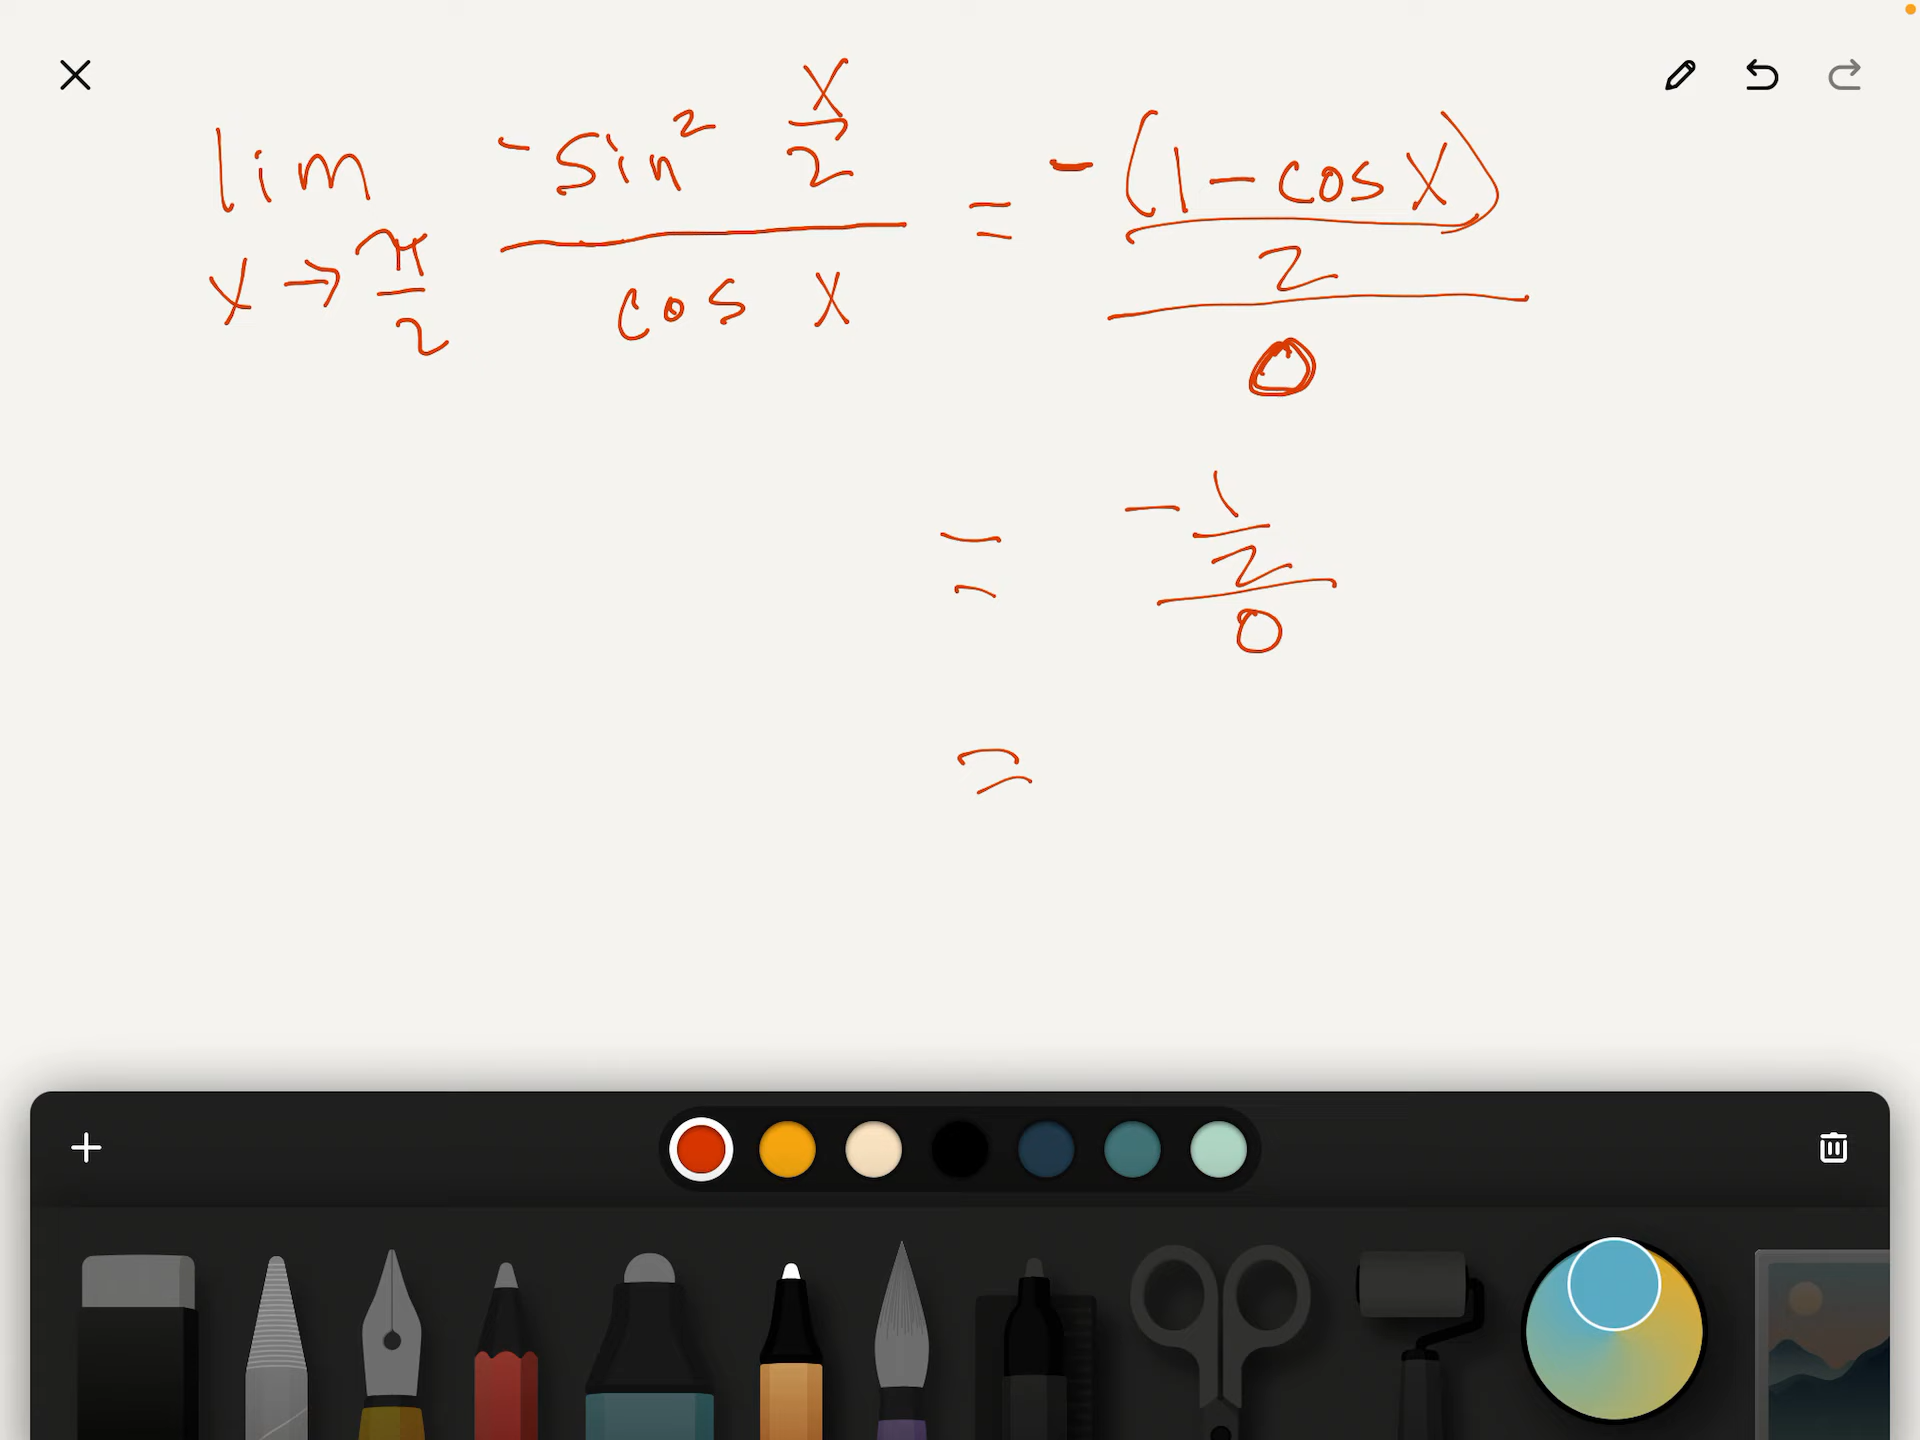 lim x→π/2 -sin² x/2 / cos x = -(1-cos x)/2 / 0
= -1/2 / 0
=